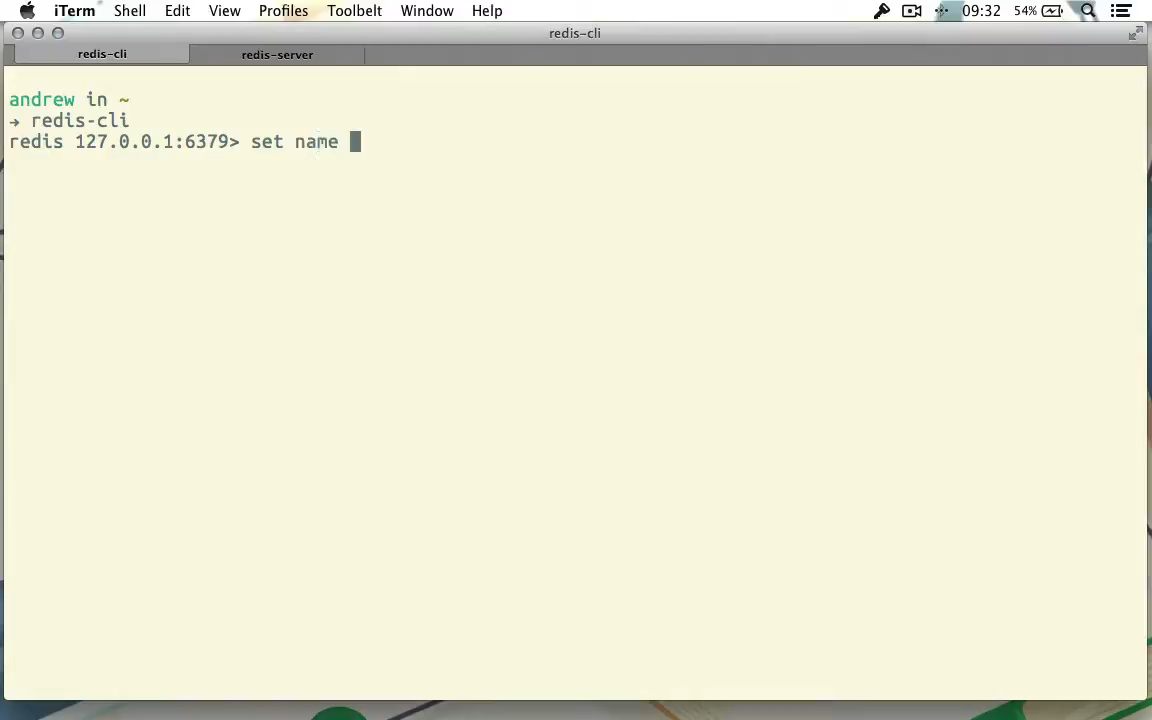 iTerm Shell Edit View Profiles Toolbelt Window Help 09:32 54%
redis-cli
redis-cli redis-server
andrew in ~
→ redis-cli
redis 127.0.0.1:6379> set name